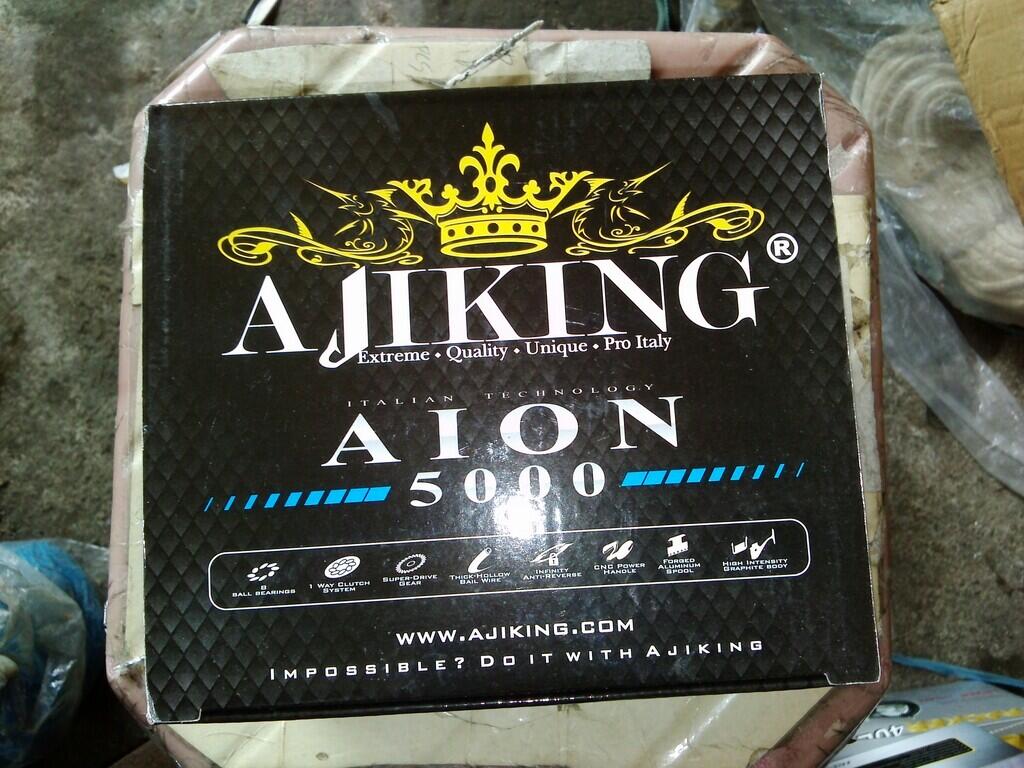 AJIKING®
Extreme • Quality • Unique • Pro Italy
ITALIAN TECHNOLOGY
AION
5000
8 BALL BEARINGS
1 WAY CLUTCH SYSTEM
SUPER-DRIVE GEAR
THICK-HOLLOW BAIL WIRE
INFINITY ANTI-REVERSE
CNC POWER HANDLE
FORGED ALUMINUM SPOOL
HIGH INTENSITY GRAPHITE BODY
WWW.AJIKING.COM
IMPOSSIBLE? DO IT WITH AJIKING